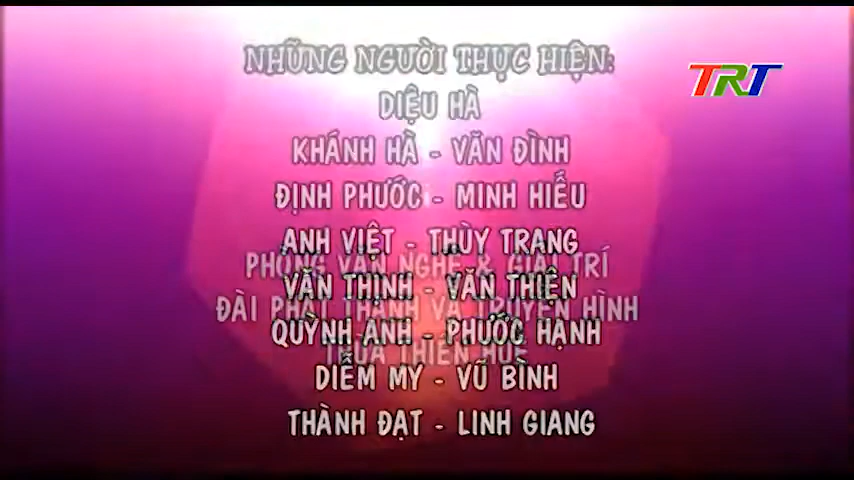 NHỮNG NGƯỜI THỰC HIỆN:
TRT
DIỆU HÀ
KHÁNH HÀ - VĂN ĐÌNH
ĐỊNH PHƯỚC - MINH HIẾU
ANH VIỆT - THÙY TRANG
PHÒNG VĂN NGHỆ & GIẢI TRÍ
VĂN THỊNH - VĂN THIỆN
ĐÀI PHÁT THANH VÀ TRUYỀN HÌNH
QUỲNH ANH - PHƯỚC HẠNH
THỪA THIÊN HUẾ
DIỄM MY - VŨ BÌNH
THÀNH ĐẠT - LINH GIANG